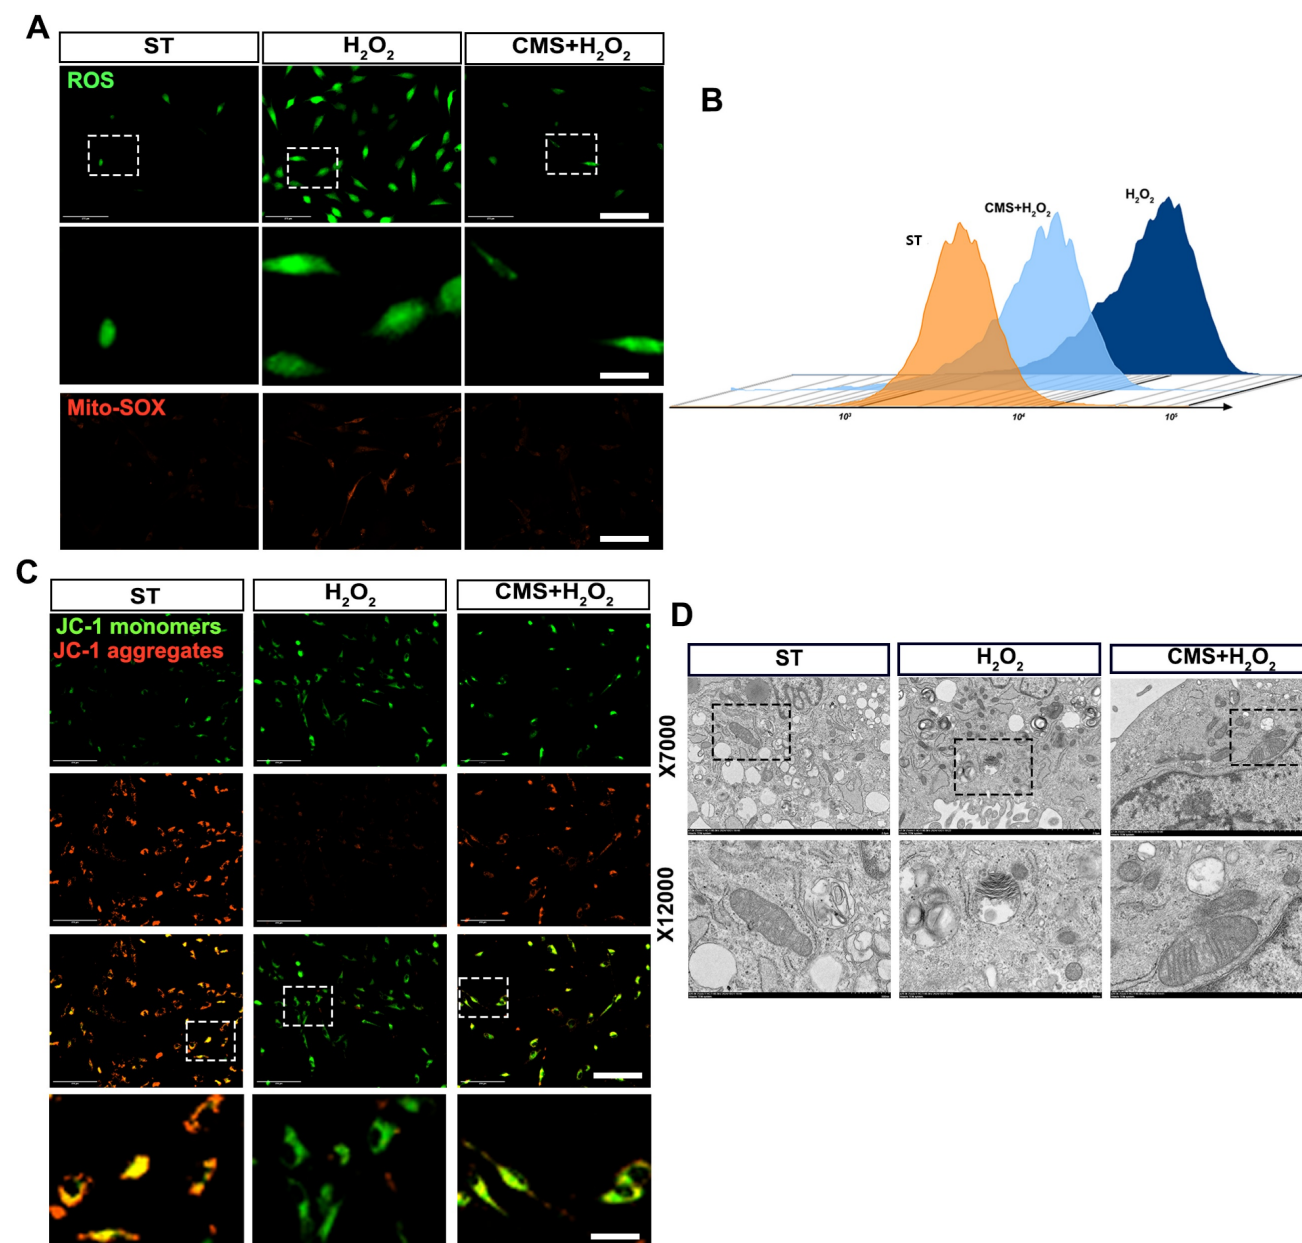 A
ST
H₂O₂
CMS+H₂O₂
ROS
Mito-SOX
B
ST
CMS+H₂O₂
H₂O₂
10³
10⁴
10⁵
C
ST
H₂O₂
CMS+H₂O₂
JC-1 monomers
JC-1 aggregates
D
ST
H₂O₂
CMS+H₂O₂
X7000
X12000